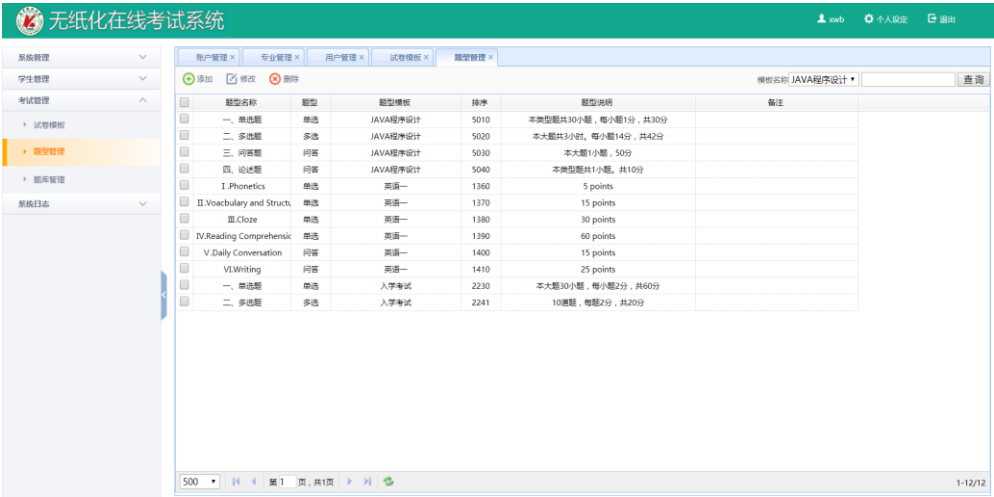 无纸化在线考试系统
xwb 个人设定 退出
系统管理
学生管理
考试管理
试卷模板
题型管理
题库管理
系统日志
账户管理 × 专业管理 × 用户管理 × 试卷模板 × 题型管理 ×
添加 修改 删除 模板名称 JAVA程序设计 查询
题型名称 题型 题型模板 排序 题型说明 备注
一、单选题 单选 JAVA程序设计 5010 本类型题共30小题，每小题1分，共30分
二、多选题 多选 JAVA程序设计 5020 本大题共3小时。每小题14分，共42分
三、问答题 问答 JAVA程序设计 5030 本大题1小题，50分
四、论述题 问答 JAVA程序设计 5040 本类型题共1小题。共10分
I .Phonetics 单选 英语一 1360 5 points
II.Voacbulary and Structu 单选 英语一 1370 15 points
III.Cloze 单选 英语一 1380 30 points
IV.Reading Comprehensic 单选 英语一 1390 60 points
V.Daily Conversation 问答 英语一 1400 15 points
VI.Writing 问答 英语一 1410 25 points
一、单选题 单选 入学考试 2230 本大题30小题，每小题2分，共60分
二、多选题 多选 入学考试 2241 10道题，每题2分，共20分
500 第 1 页，共1页 1-12/12